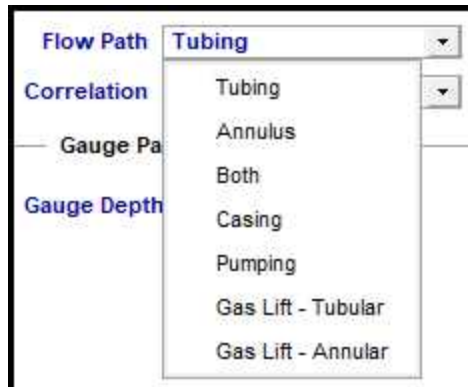 Flow Path Tubing
Correlation Tubing
Annulus
Gauge Pa
Both
Gauge Depth Casing
Pumping
Gas Lift - Tubular
Gas Lift - Annular